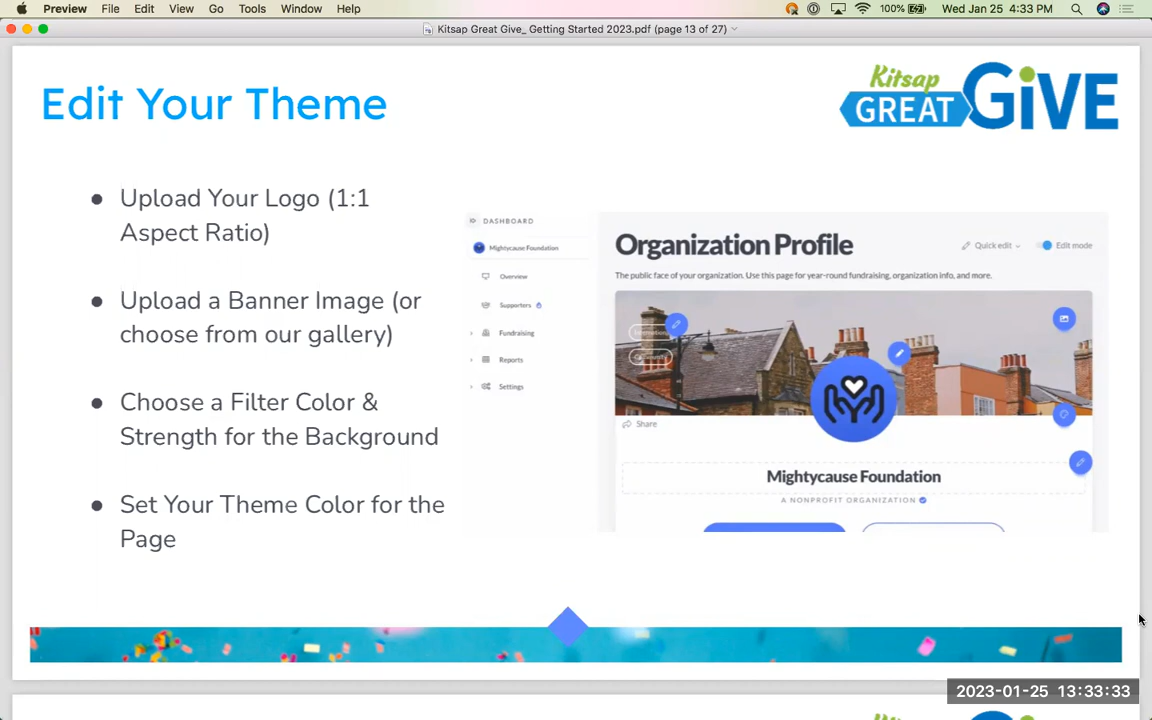 Preview File Edit View Go Tools Window Help 100% Wed Jan 25 4:33 PM
Kitsap Great Give_ Getting Started 2023.pdf (page 13 of 27)
Edit Your Theme
Kitsap
GREAT GiVE
● Upload Your Logo (1:1
Aspect Ratio)
● Upload a Banner Image (or
choose from our gallery)
● Choose a Filter Color &
Strength for the Background
● Set Your Theme Color for the
Page
DASHBOARD
Mightycause Foundation
Overview
Supporters
Fundraising
Reports
Settings
Organization Profile
Quick edit
Edit mode
The public face of your organization. Use this page for year-round fundraising, organization info, and more.
Share
Mightycause Foundation
A NONPROFIT ORGANIZATION
2023-01-25 13:33:33
Kitsap